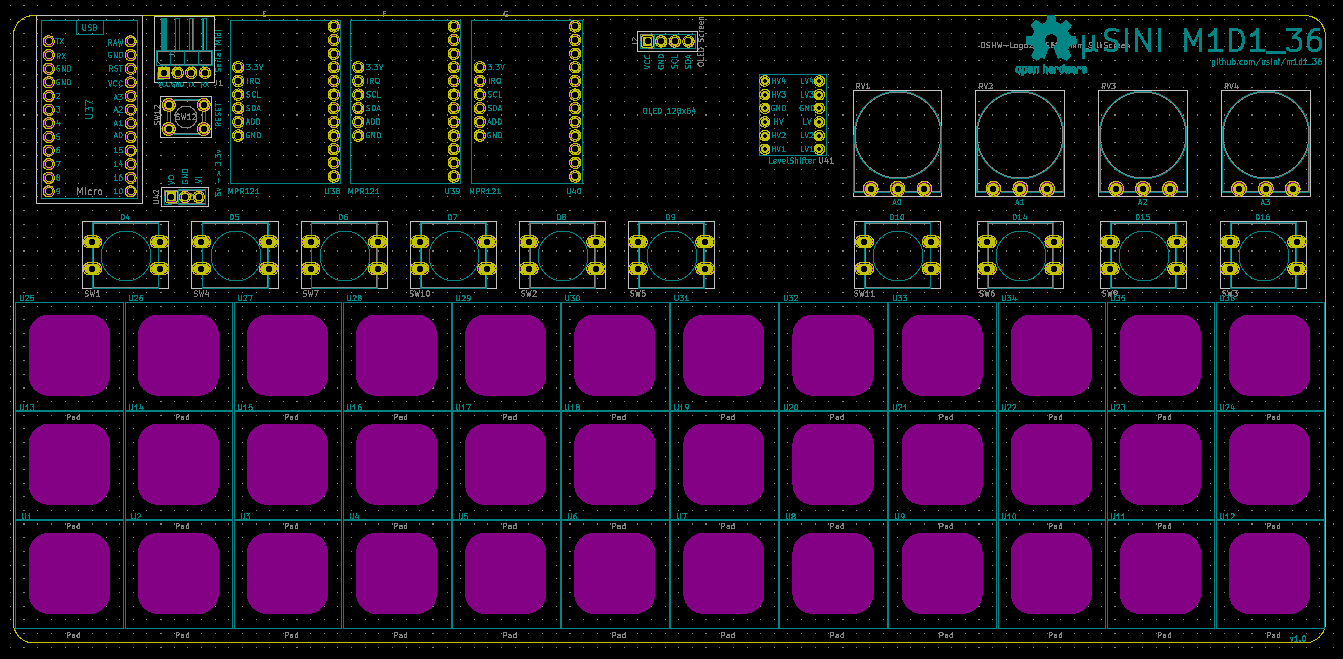 µSINI M1D1_36
github.com/usini/m1d1_36
open hardware
USB
TX
RX
GND
GND
2
3
4
5
6
7
8
9
RAW
GND
RST
VCC
A3
A2
A1
A0
15
14
16
10
U37
Micro
Serial Midi
J1
SW12
SW12
RESET
5v -> 3.3v
U42
VO
GND
VI
3.3V
IRQ
SCL
SDA
ADD
GND
MPR121
U38
3.3V
IRQ
SCL
SDA
ADD
GND
MPR121
U39
3.3V
IRQ
SCL
SDA
ADD
GND
MPR121
U40
J2
VCC
GND
SCL
SDA
OLED Screen
OLED 128x64
HV4
HV3
GND
HV
HV2
HV1
LV4
LV3
GND
LV
LV2
LV1
LevelShifter
U41
RV1
RV2
RV3
RV4
A0
A1
A2
A3
D4
D5
D6
D7
D8
D9
D10
D14
D15
D16
SW1
SW4
SW7
SW10
SW2
SW5
SW11
SW6
SW3
U25
U26
U27
U28
U29
U30
U31
U32
U33
U34
U35
Pad Pad Pad Pad Pad Pad Pad Pad Pad Pad Pad Pad
U13
U14
U15
U16
U17
U18
U19
U20
U21
U22
U23
U24
Pad Pad Pad Pad Pad Pad Pad Pad Pad Pad Pad Pad
U1
U2
U3
U4
U5
U6
U7
U8
U9
U10
U11
U12
Pad Pad Pad Pad Pad Pad Pad Pad Pad Pad Pad Pad
v1.0